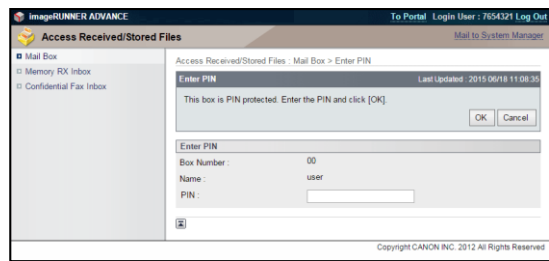 imageRUNNER ADVANCE
To Portal Login User : 7654321 Log Out
Access Received/Stored Files
Mail to System Manager
Mail Box
Memory RX Inbox
Confidential Fax Inbox
Access Received/Stored Files : Mail Box > Enter PIN
Enter PIN
Last Updated : 2015 06/18 11:08:35
This box is PIN protected. Enter the PIN and click [OK].
OK Cancel
Enter PIN
Box Number : 00
Name : user
PIN :
Copyright CANON INC. 2012 All Rights Reserved